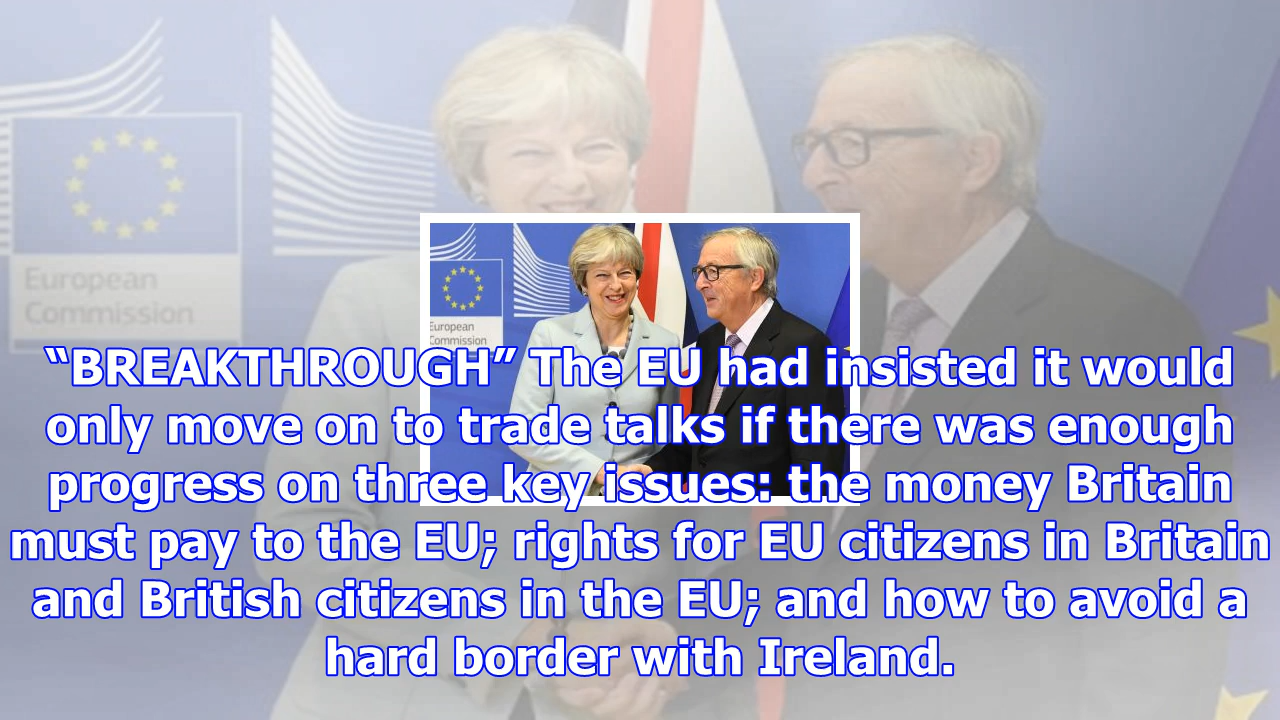 European
Commission
European
Commission
“BREAKTHROUGH” The EU had insisted it would
only move on to trade talks if there was enough
progress on three key issues: the money Britain
must pay to the EU; rights for EU citizens in Britain
and British citizens in the EU; and how to avoid a
hard border with Ireland.